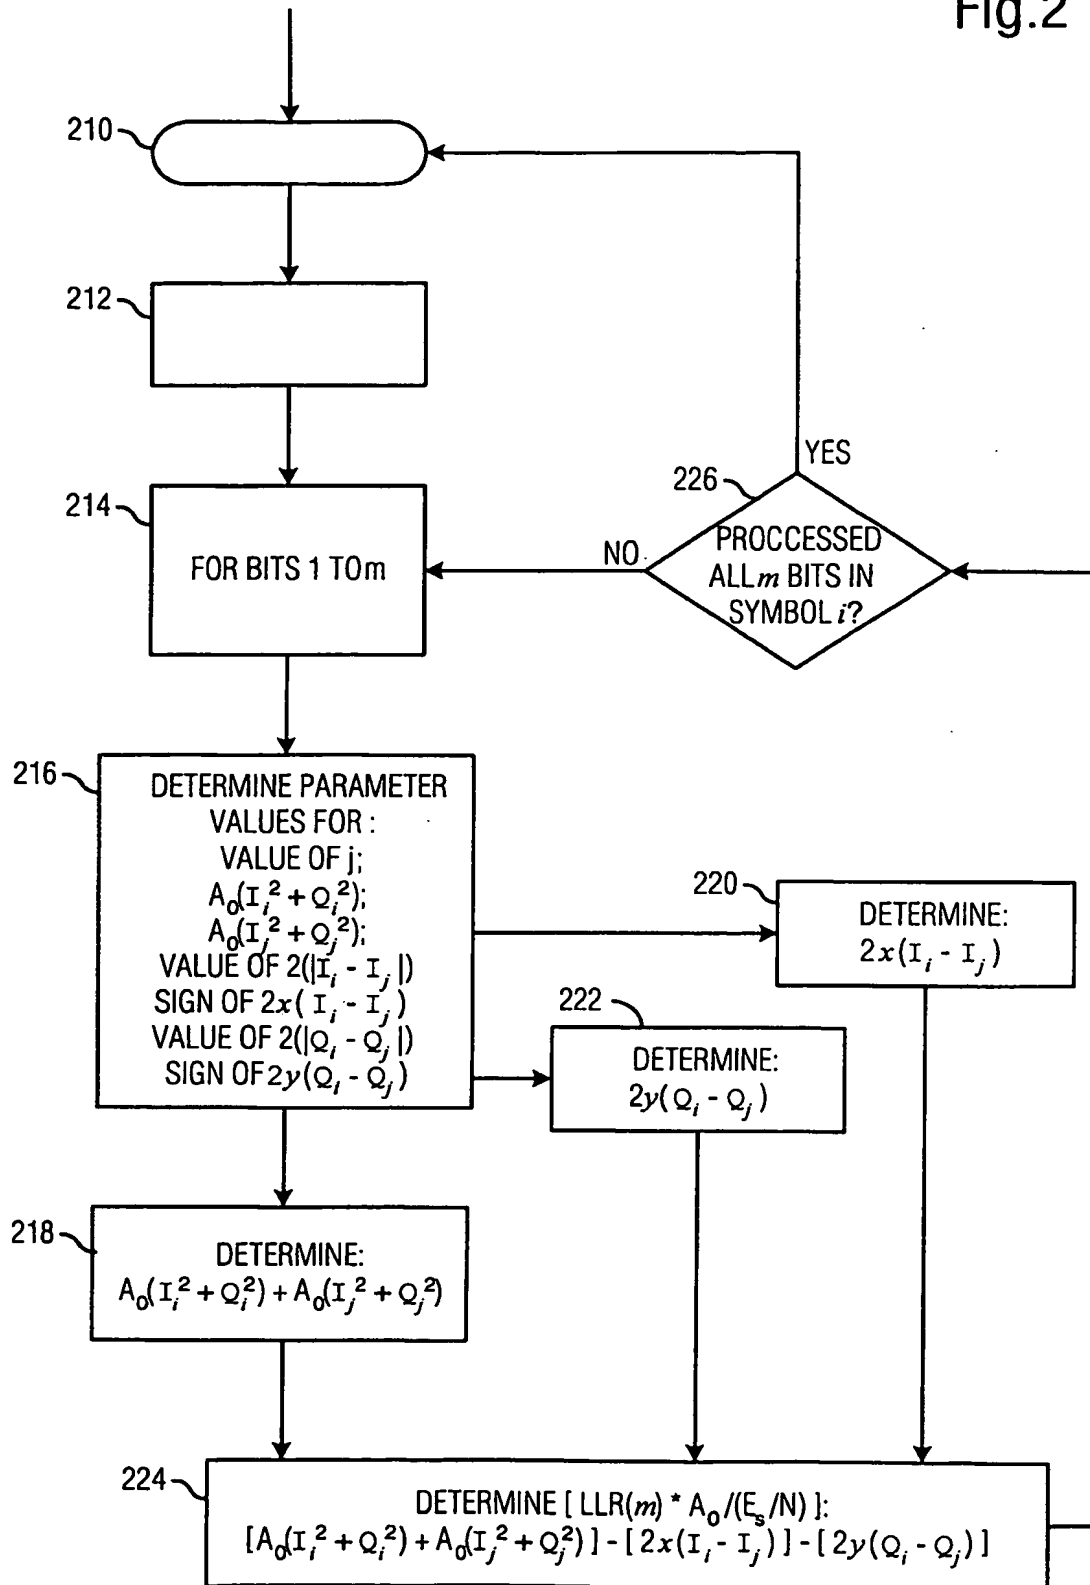 Fig.2
210
212
214
FOR BITS 1 TO m
YES
226
NO
PROCCESSED
ALL m BITS IN
SYMBOL i?
216
DETERMINE PARAMETER
VALUES FOR :
VALUE OF j;
A₀(Iᵢ² + Qᵢ²);
A₀(Iⱼ² + Qⱼ²);
VALUE OF 2(|Iᵢ - Iⱼ|)
SIGN OF 2x( Iᵢ - Iⱼ)
VALUE OF 2(|Qᵢ - Qⱼ|)
SIGN OF 2y(Qᵢ - Qⱼ)
220
DETERMINE:
2x(Iᵢ - Iⱼ)
222
DETERMINE:
2y(Qᵢ - Qⱼ)
218
DETERMINE:
A₀(Iᵢ² + Qᵢ²) + A₀(Iⱼ² + Qⱼ²)
224
DETERMINE [ LLR(m) * A₀ /(Eₛ/N) ]:
[A₀(Iᵢ² + Qᵢ²) + A₀(Iⱼ² + Qⱼ²)] - [2x(Iᵢ - Iⱼ)] - [2y(Qᵢ - Qⱼ)]